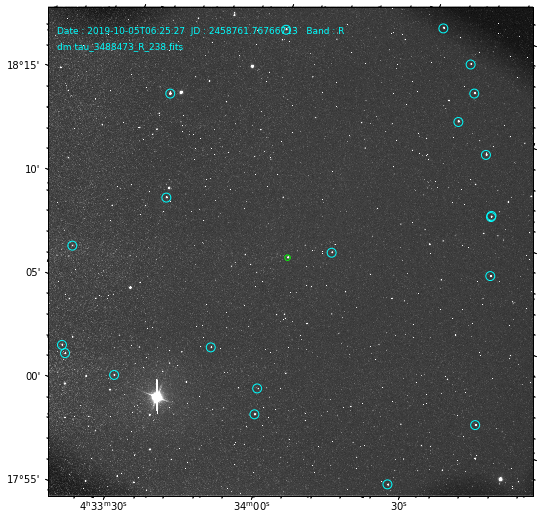 Date : 2019-10-05T06:25:27 JD : 2458761.76766203 Band : R
dm tau_3488473_R_238.fits
18°15'
10'
05'
00'
17°55'
4ʰ33ᵐ30ˢ
34ᵐ00ˢ
30ˢ